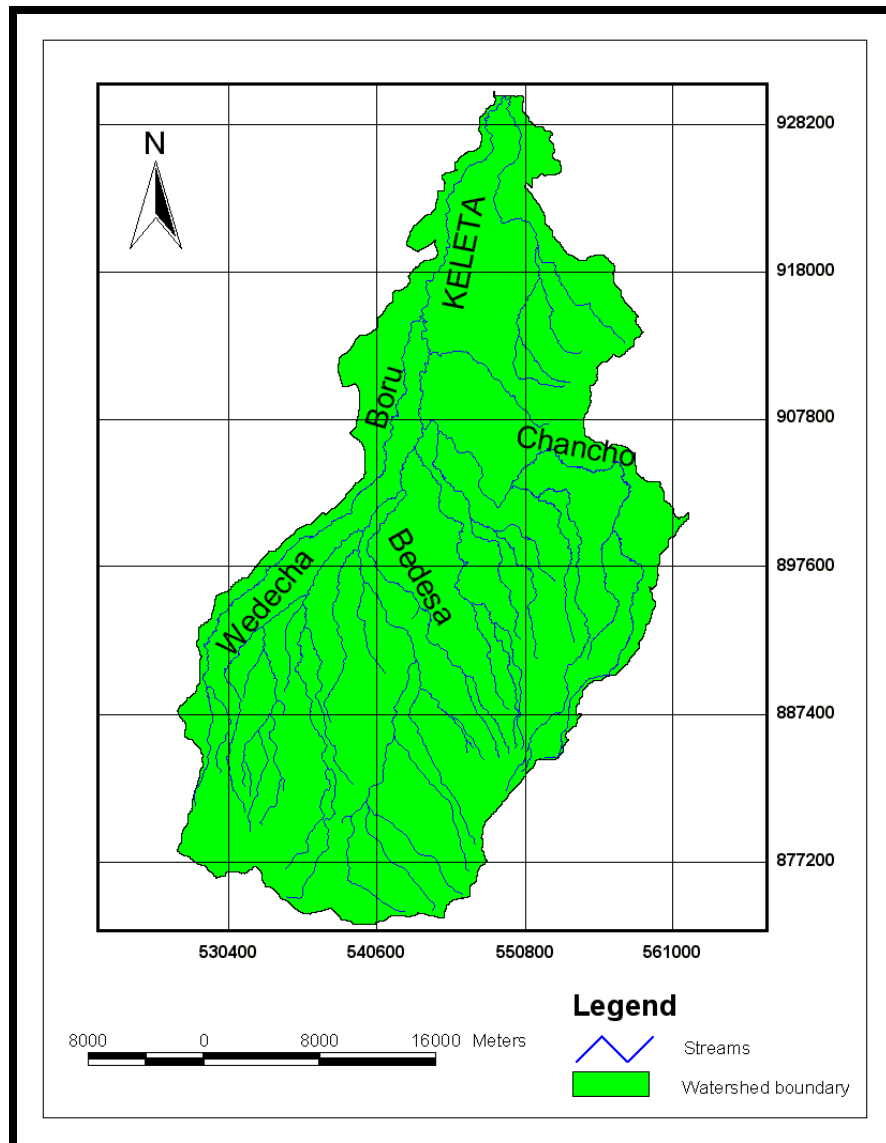 N
928200
KELETA
918000
Boru
907800
Chancho
Bedesa
897600
Wedecha
887400
877200
530400 540600 550800 561000
Legend
8000 0 8000 16000 Meters
Streams
Watershed boundary